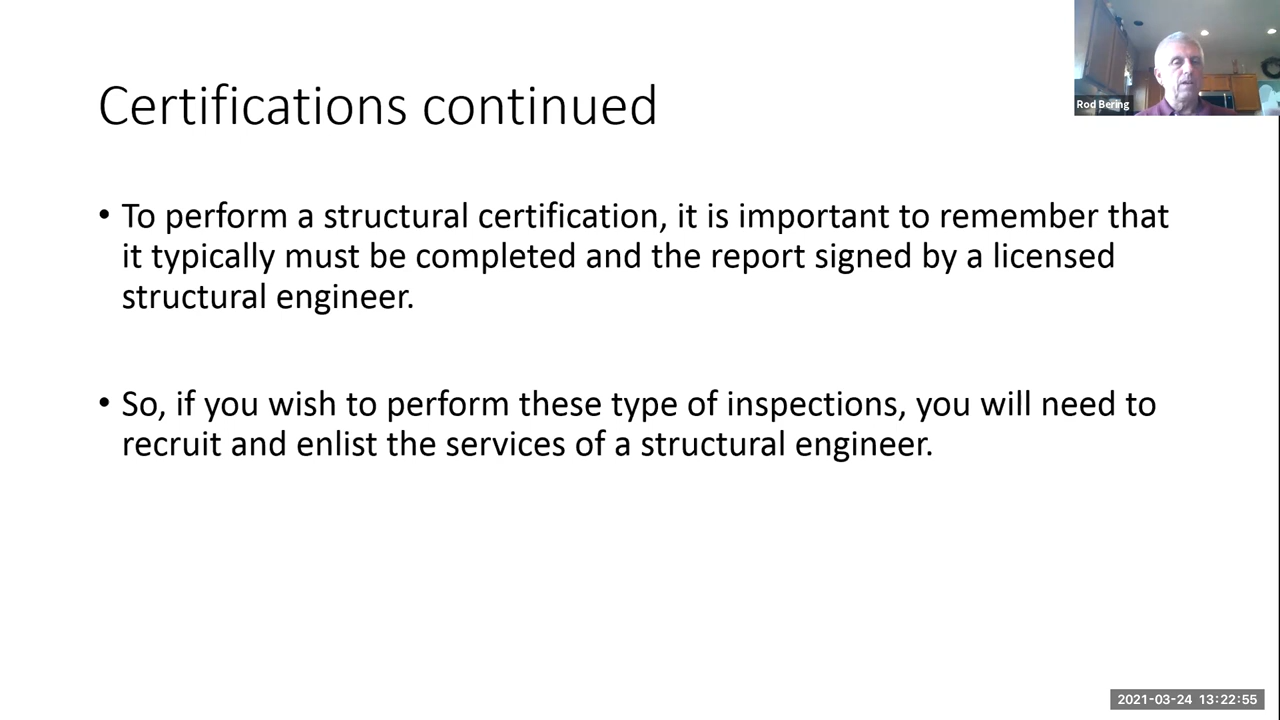 Certifications continued
Rod Bering
• To perform a structural certification, it is important to remember that
it typically must be completed and the report signed by a licensed
structural engineer.
• So, if you wish to perform these type of inspections, you will need to
recruit and enlist the services of a structural engineer.
2021-03-24 13:22:55